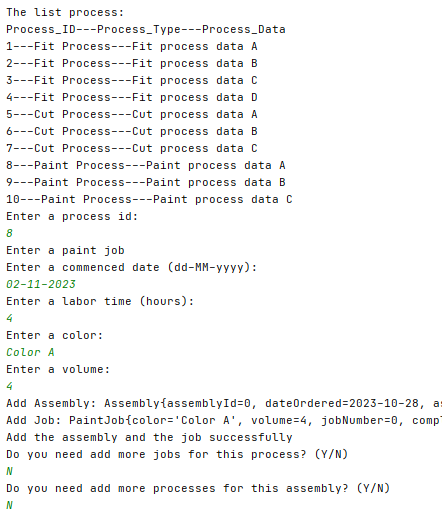 The list process:
Process_ID---Process_Type---Process_Data
1---Fit Process---Fit process data A
2---Fit Process---Fit process data B
3---Fit Process---Fit process data C
4---Fit Process---Fit process data D
5---Cut Process---Cut process data A
6---Cut Process---Cut process data B
7---Cut Process---Cut process data C
8---Paint Process---Paint process data A
9---Paint Process---Paint process data B
10---Paint Process---Paint process data C
Enter a process id:
8
Enter a paint job
Enter a commenced date (dd-MM-yyyy):
02-11-2023
Enter a labor time (hours):
4
Enter a color:
Color A
Enter a volume:
4
Add Assembly: Assembly{assemblyId=0, dateOrdered=2023-10-28, as
Add Job: PaintJob{color='Color A', volume=4, jobNumber=0, compl
Add the assembly and the job successfully
Do you need add more jobs for this process? (Y/N)
N
Do you need add more processes for this assembly? (Y/N)
N